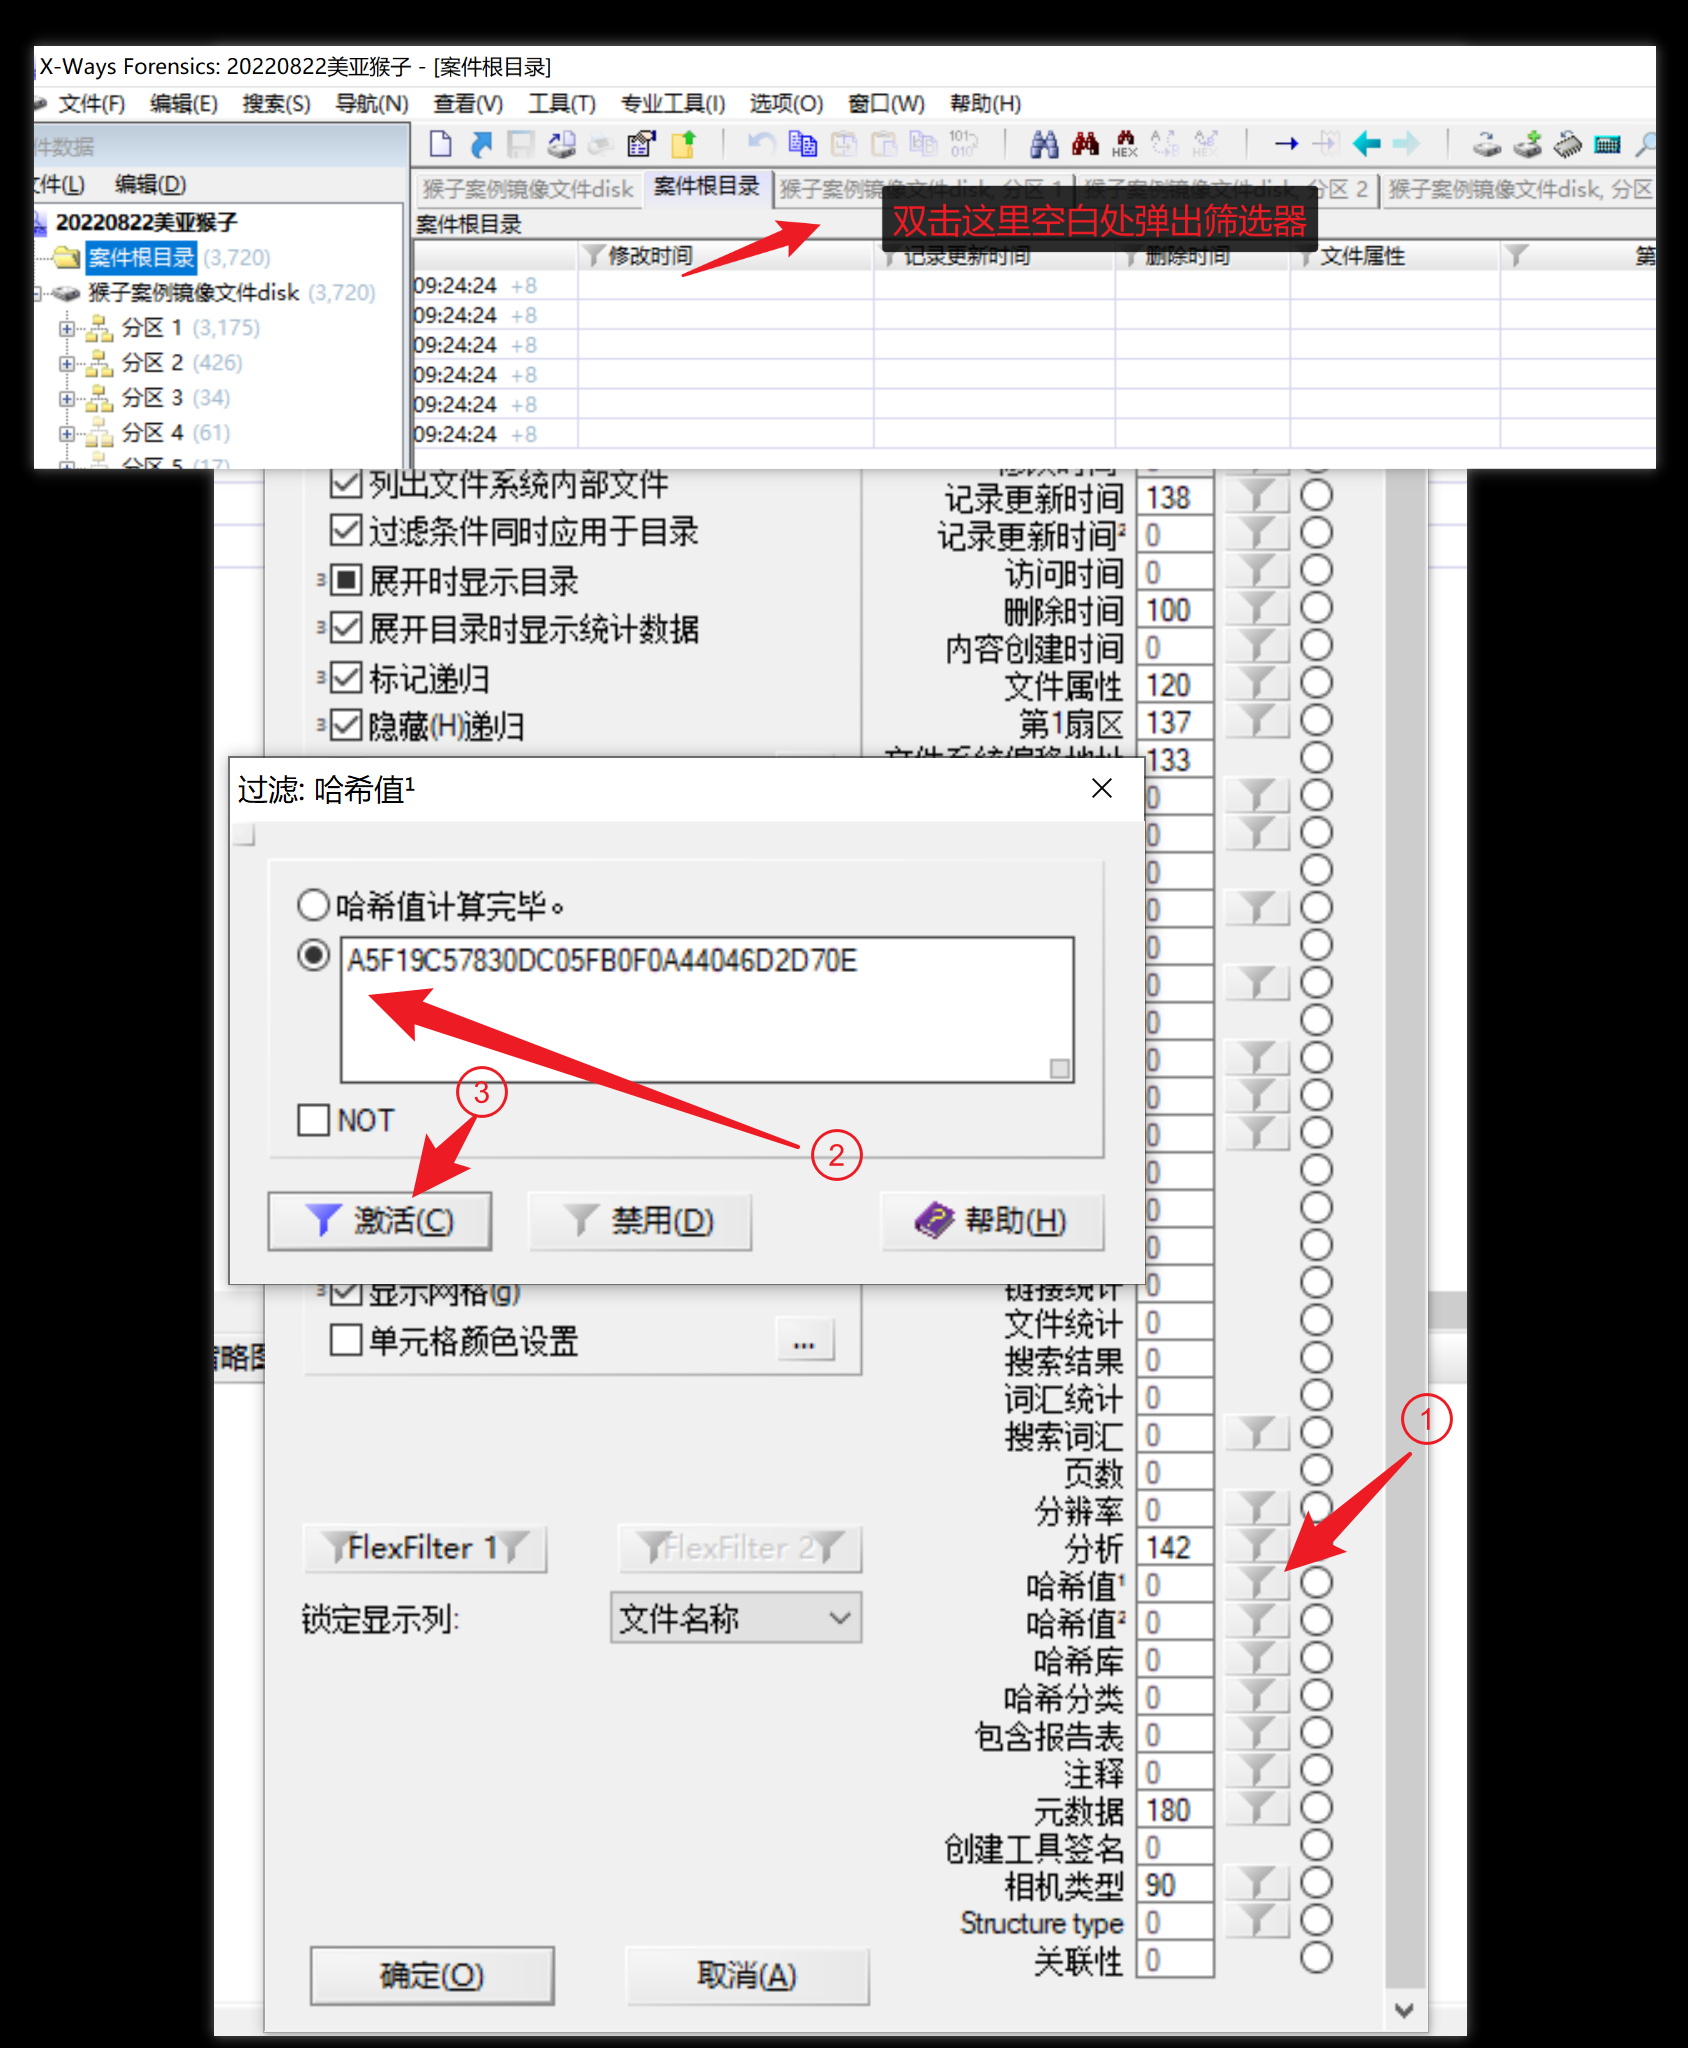 X-Ways Forensics: 20220822美亚猴子 - [案件根目录]
文件(F) 编辑(E) 搜索(S) 导航(N) 查看(V) 工具(T) 专业工具(I) 选项(O) 窗口(W) 帮助(H)
件数据
文件(L) 编辑(D)
猴子案例镜像文件disk 案件根目录 猴子案例镜像文件disk, 分区 1 猴子案例镜像文件disk, 分区 2 猴子案例镜像文件disk, 分区
双击这里空白处弹出筛选器
20220822美亚猴子
案件根目录 (3,720)
猴子案例镜像文件disk (3,720)
分区 1 (3,175)
分区 2 (426)
分区 3 (34)
分区 4 (61)
分区 5 (17)
案件根目录
修改时间 记录更新时间 删除时间 文件属性 第
09:24:24 +8
09:24:24 +8
09:24:24 +8
09:24:24 +8
09:24:24 +8
09:24:24 +8
列出文件系统内部文件
过滤条件同时应用于目录
3 展开时显示目录
3 展开目录时显示统计数据
3 标记递归
3 隐藏(H)递归
修改时间
记录更新时间 138
记录更新时间² 0
访问时间 0
删除时间 100
内容创建时间 0
文件属性 120
第1扇区 137
文件系统偏移地址 133
0
0
0
0
0
0
0
0
0
0
0
0
0
过滤: 哈希值¹
哈希值计算完毕。
A5F19C57830DC05FB0F0A44046D2D70E
NOT
③
②
激活(C) 禁用(D) 帮助(H)
3 显示网格(g)
单元格颜色设置 ...
缩略图
链接统计 0
文件统计 0
搜索结果 0
词汇统计 0
搜索词汇 0
①
页数 0
分辨率 0
分析 142
哈希值¹ 0
哈希值² 0
哈希库 0
哈希分类 0
包含报告表 0
注释 0
元数据 180
创建工具签名 0
相机类型 90
Structure type 0
关联性 0
FlexFilter 1 FlexFilter 2
锁定显示列: 文件名称
确定(O) 取消(A)